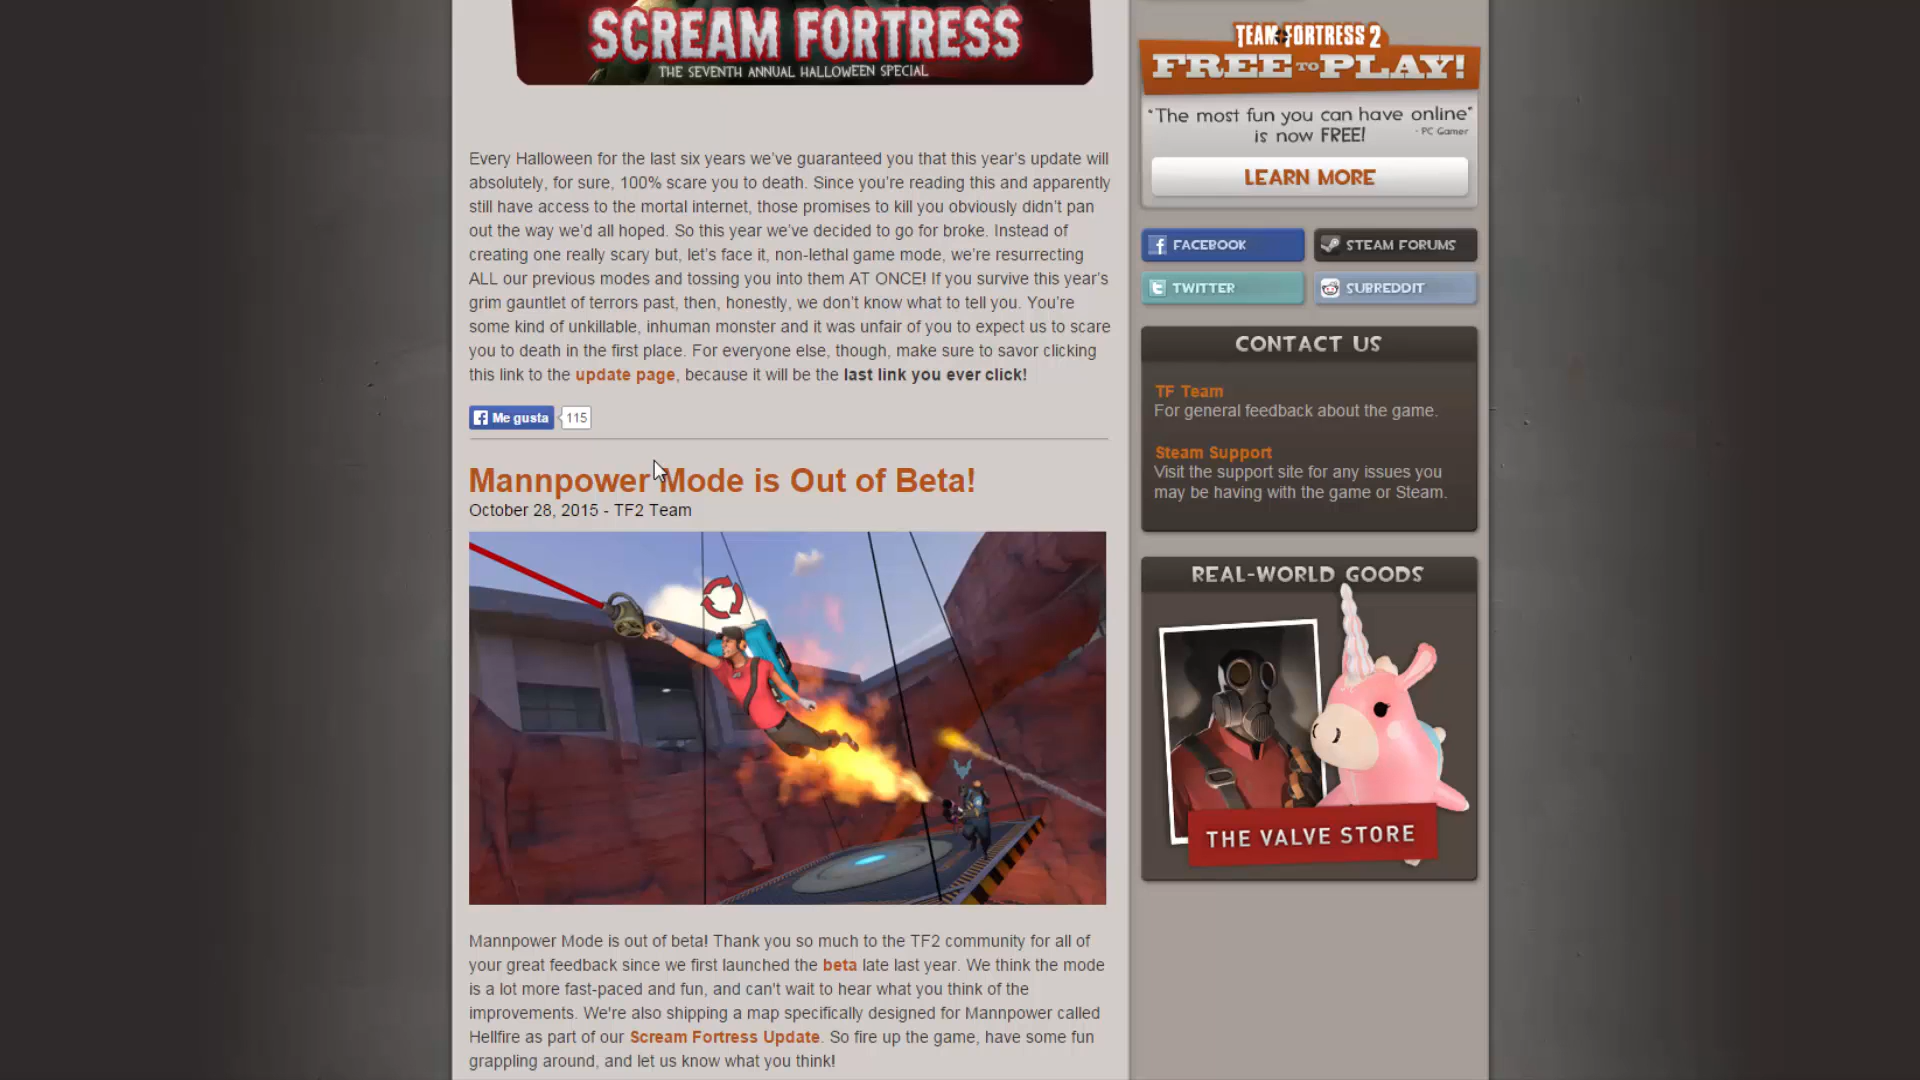 SCREAM FORTRESS
THE SEVENTH ANNUAL HALLOWEEN SPECIAL
Every Halloween for the last six years we’ve guaranteed you that this year’s update will
absolutely, for sure, 100% scare you to death. Since you’re reading this and apparently
still have access to the mortal internet, those promises to kill you obviously didn’t pan
out the way we’d all hoped. So this year we’ve decided to go for broke. Instead of
creating one really scary but, let’s face it, non-lethal game mode, we’re resurrecting
ALL our previous modes and tossing you into them AT ONCE! If you survive this year’s
grim gauntlet of terrors past, then, honestly, we don’t know what to tell you. You’re
some kind of unkillable, inhuman monster and it was unfair of you to expect us to scare
you to death in the first place. For everyone else, though, make sure to savor clicking
this link to the update page, because it will be the last link you ever click!
Me gusta 115
Mannpower Mode is Out of Beta!
October 28, 2015 - TF2 Team
Mannpower Mode is out of beta! Thank you so much to the TF2 community for all of
your great feedback since we first launched the beta late last year. We think the mode
is a lot more fast-paced and fun, and can't wait to hear what you think of the
improvements. We're also shipping a map specifically designed for Mannpower called
Hellfire as part of our Scream Fortress Update. So fire up the game, have some fun
grappling around, and let us know what you think!
TEAM FORTRESS 2
FREE TO PLAY!
"The most fun you can have online"
is now FREE! - PC Gamer
LEARN MORE
FACEBOOK
STEAM FORUMS
TWITTER
SUBREDDIT
CONTACT US
TF Team
For general feedback about the game.
Steam Support
Visit the support site for any issues you
may be having with the game or Steam.
REAL-WORLD GOODS
THE VALVE STORE